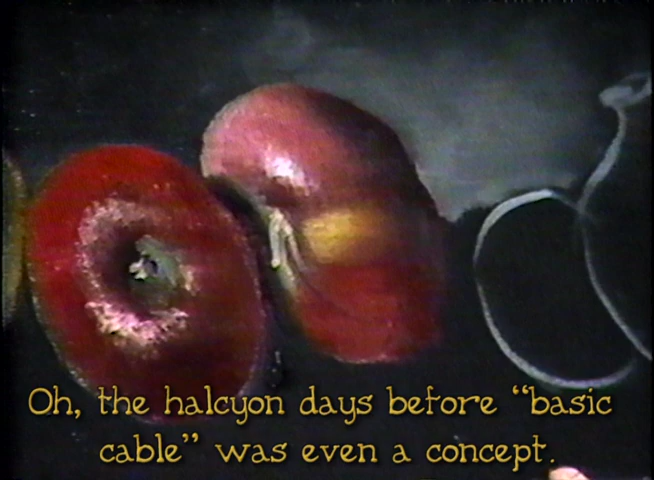 Oh, the halcyon days before “basic
cable” was even a concept.